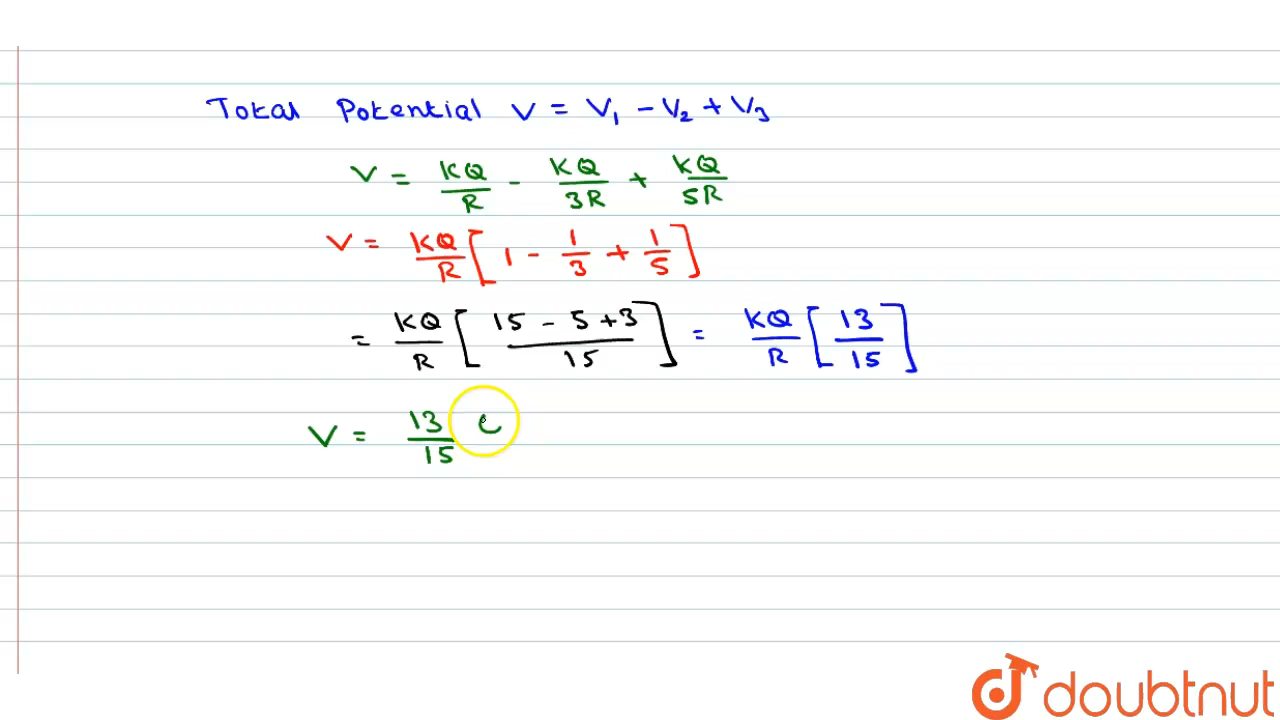 Total Potential V = V₁ - V₂ + V₃
V = KQ/R - KQ/3R + KQ/5R
V = KQ/R [1 - 1/3 + 1/5]
= KQ/R [15 - 5 + 3/15] = KQ/R [13/15]
V = 13/15
doubtnut